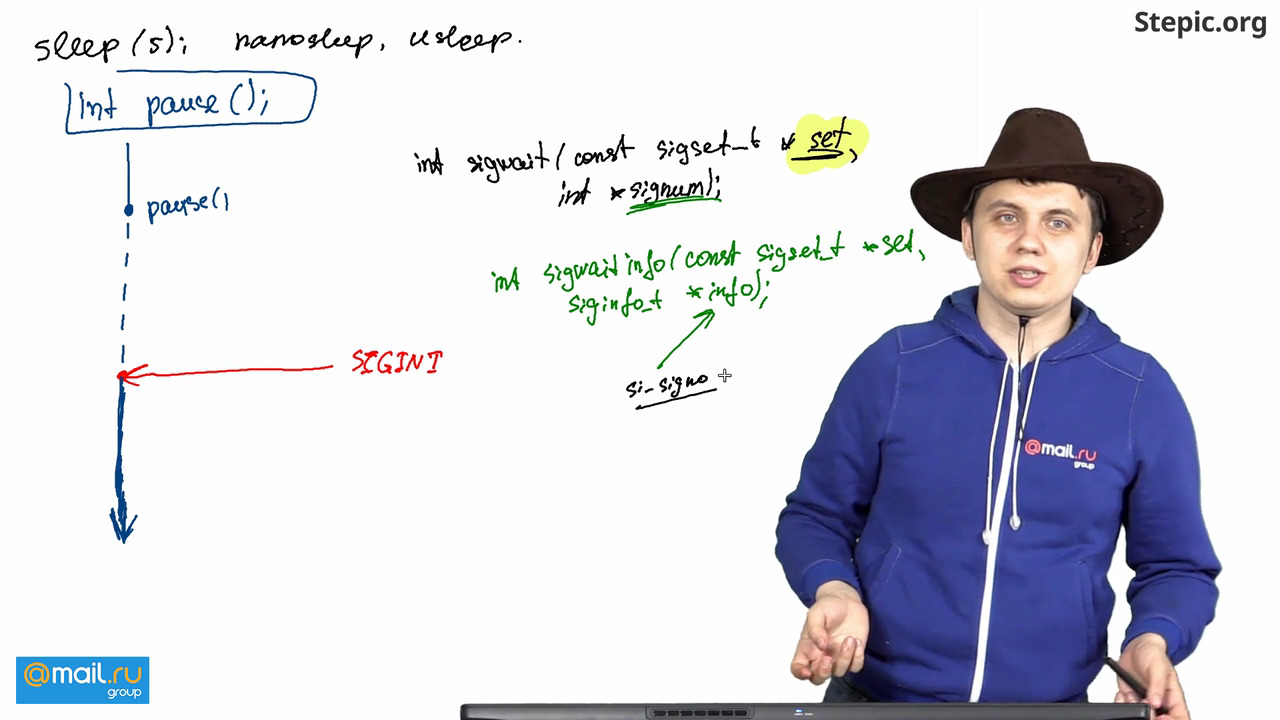 Stepic.org
sleep(s); nanosleep, usleep.
int pause();
int sigwait(const sigset_t * set,
int *signum);
pause()
int sigwaitinfo(const sigset_t *set,
siginfo_t *info);
SIGINT
si_signo
@mail.ru
group
@mail.ru
group